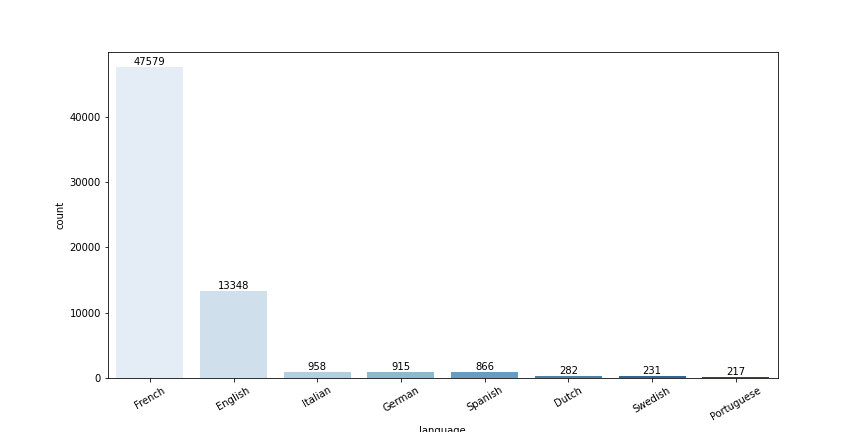 47579
40000
30000
20000
13348
10000
958
915
866
282
231
217
0
count
French
English
Italian
German
Spanish
Dutch
Swedish
Portuguese
language